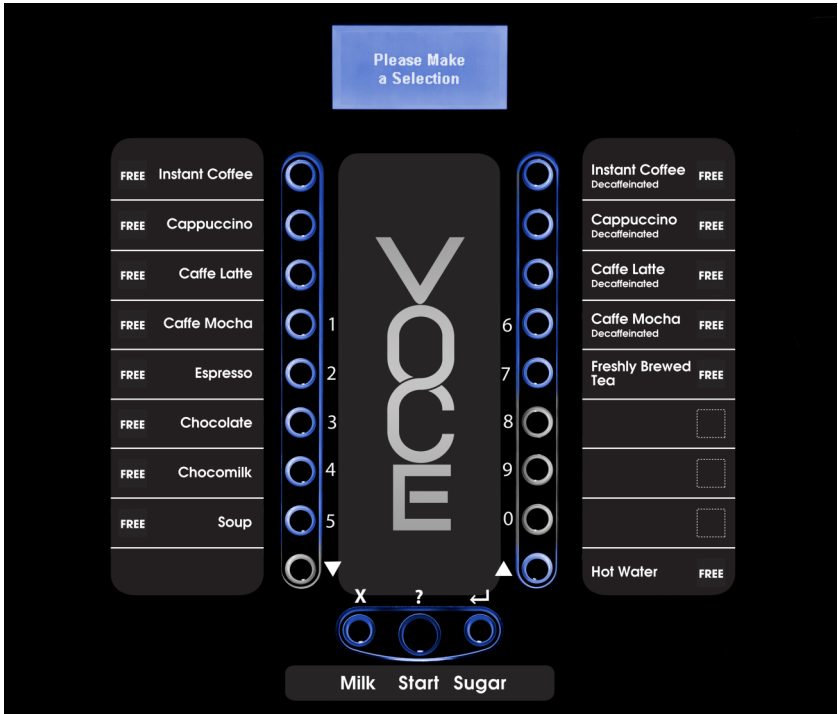 Please Make
a Selection
FREE Instant Coffee
FREE Cappuccino
FREE Caffe Latte
FREE Caffe Mocha
FREE Espresso
FREE Chocolate
FREE Chocomilk
FREE Soup
1
2
3
4
5
VOCE
6
7
8
9
0
Instant Coffee FREE
Decaffeinated
Cappuccino FREE
Decaffeinated
Caffe Latte FREE
Decaffeinated
Caffe Mocha FREE
Decaffeinated
Freshly Brewed
Tea FREE
Hot Water FREE
X ? ↵
Milk Start Sugar